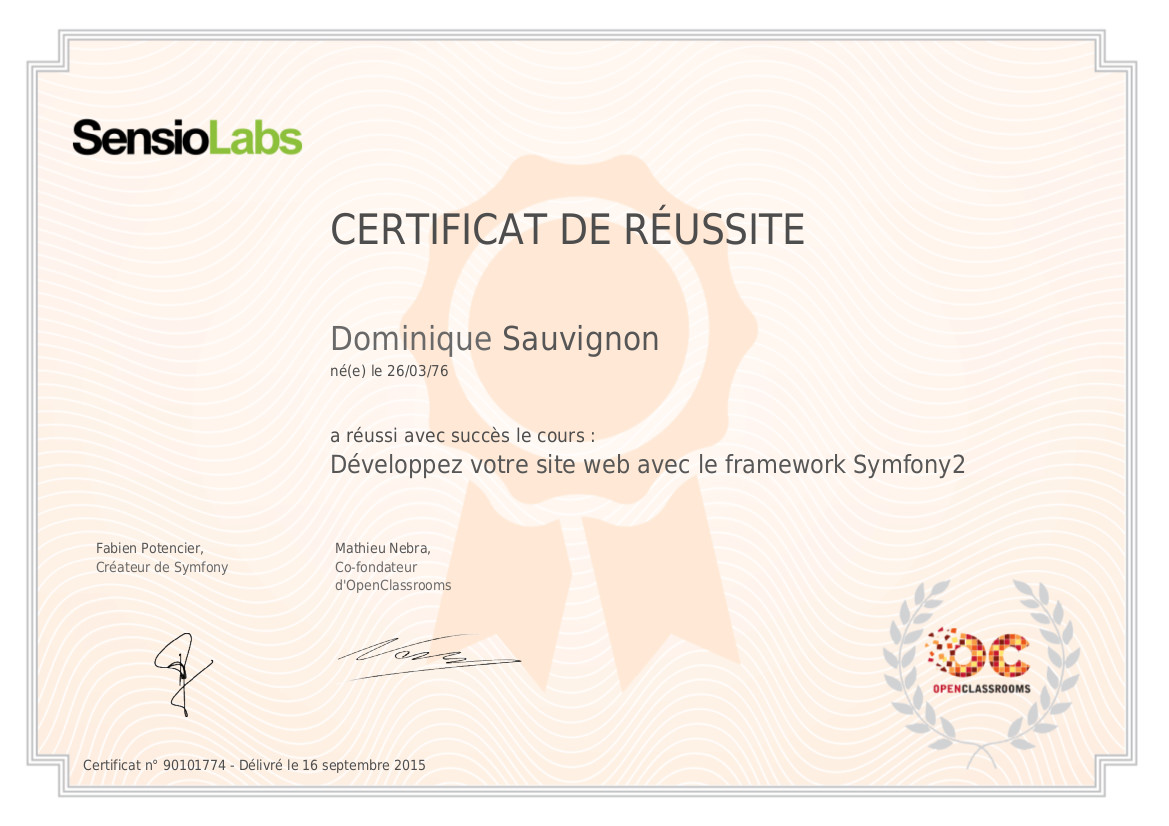 SensioLabs
CERTIFICAT DE RÉUSSITE
Dominique Sauvignon
né(e) le 26/03/76
a réussi avec succès le cours :
Développez votre site web avec le framework Symfony2
Fabien Potencier,
Créateur de Symfony
Mathieu Nebra,
Co-fondateur
d'OpenClassrooms
OC
OPENCLASSROOMS
Certificat n° 90101774 - Délivré le 16 septembre 2015